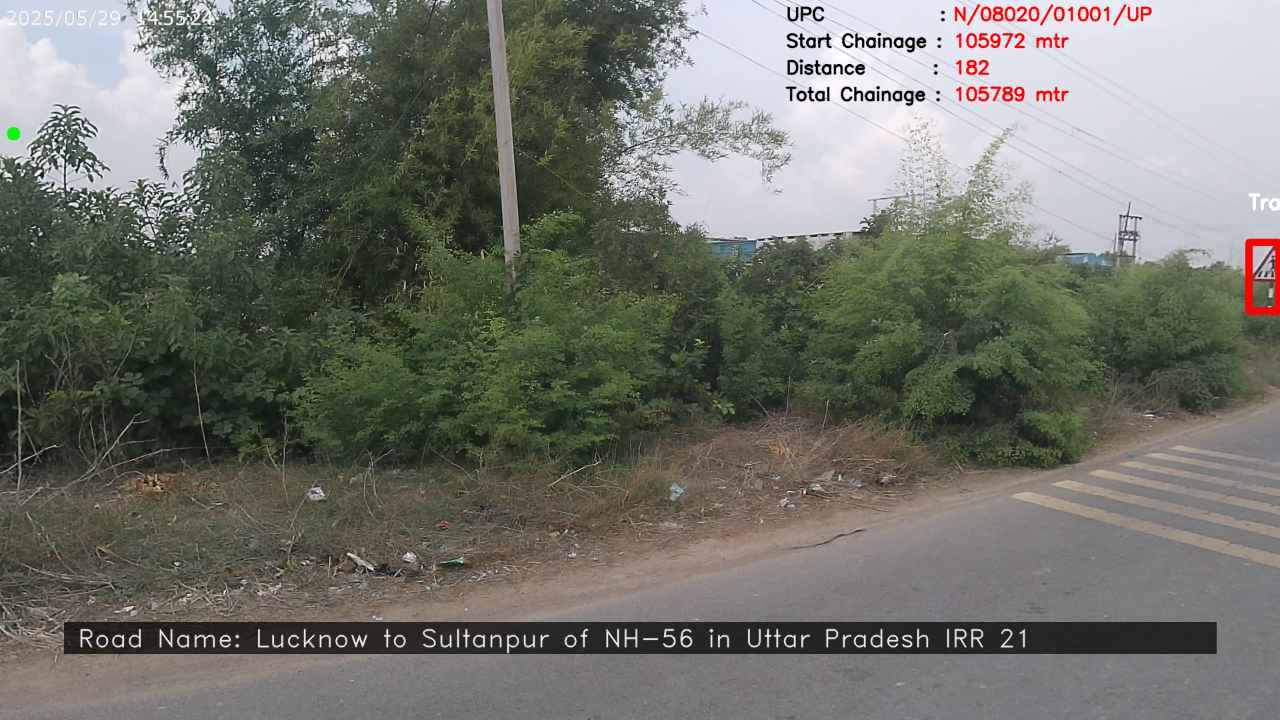 2025/05/29 14:55:24
UPC : N/08020/01001/UP
Start Chainage : 105972 mtr
Distance : 182
Total Chainage : 105789 mtr
Tra
Road Name: Lucknow to Sultanpur of NH-56 in Uttar Pradesh IRR 21